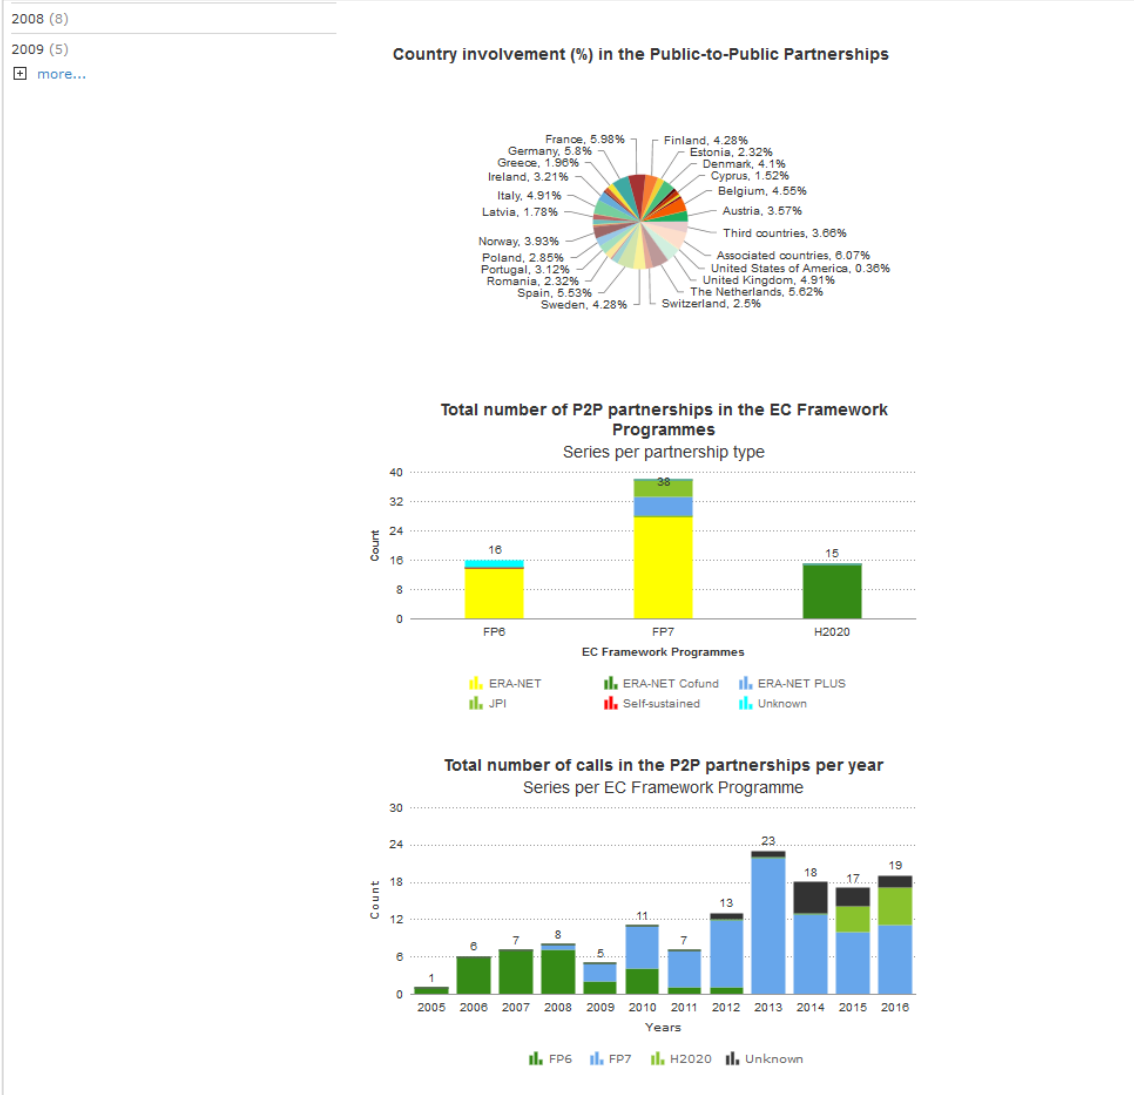 2008 (8)
2009 (5)
more...
Country involvement (%) in the Public-to-Public Partnerships
France, 5.98%
Finland, 4.28%
Germany, 5.8%
Estonia, 2.32%
Greece, 1.96%
Denmark, 4.1%
Ireland, 3.21%
Cyprus, 1.52%
Italy, 4.91%
Belgium, 4.55%
Latvia, 1.78%
Austria, 3.57%
Norway, 3.93%
Third countries, 3.66%
Poland, 2.85%
Associated countries, 6.07%
Portugal, 3.12%
United States of America, 0.36%
Romania, 2.32%
United Kingdom, 4.91%
Spain, 5.53%
The Netherlands, 5.62%
Sweden, 4.28%
Switzerland, 2.5%
Total number of P2P partnerships in the EC Framework
Programmes
Series per partnership type
Count
40
32
24
16
8
0
16
38
15
FP6 FP7 H2020
EC Framework Programmes
ERA-NET ERA-NET Cofund ERA-NET PLUS
JPI Self-sustained Unknown
Total number of calls in the P2P partnerships per year
Series per EC Framework Programme
Count
30
24
18
12
6
0
1 6 7 8 5 11 7 13 23 18 17 19
2005 2006 2007 2008 2009 2010 2011 2012 2013 2014 2015 2016
Years
FP6 FP7 H2020 Unknown